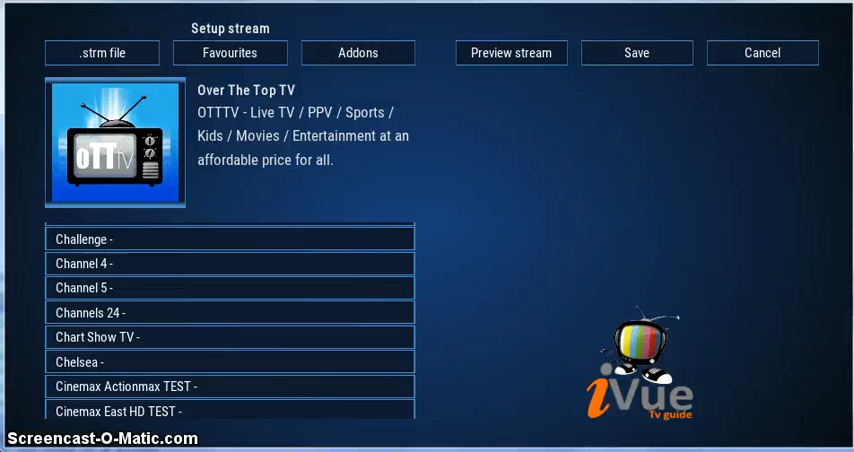 Setup stream
.strm file
Favourites
Addons
Preview stream
Save
Cancel
oTTtv
Over The Top TV
OTTTV - Live TV / PPV / Sports /
Kids / Movies / Entertainment at an
affordable price for all.
Challenge -
Channel 4 -
Channel 5 -
Channels 24 -
Chart Show TV -
Chelsea -
Cinemax Actionmax TEST -
Cinemax East HD TEST -
iVue
Tv guide
Screencast-O-Matic.com